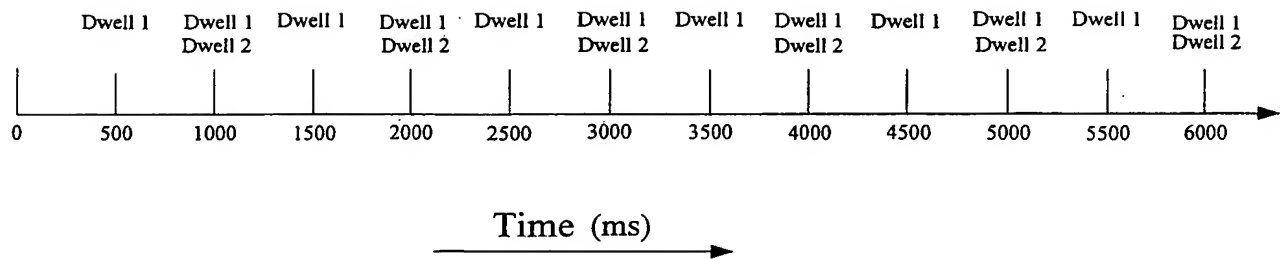 Dwell 1 Dwell 1 Dwell 1 Dwell 1 Dwell 1 Dwell 1 Dwell 1 Dwell 1 Dwell 1 Dwell 1 Dwell 1 Dwell 1
Dwell 2 Dwell 2 Dwell 2 Dwell 2 Dwell 2 Dwell 2
0 500 1000 1500 2000 2500 3000 3500 4000 4500 5000 5500 6000
Time (ms)